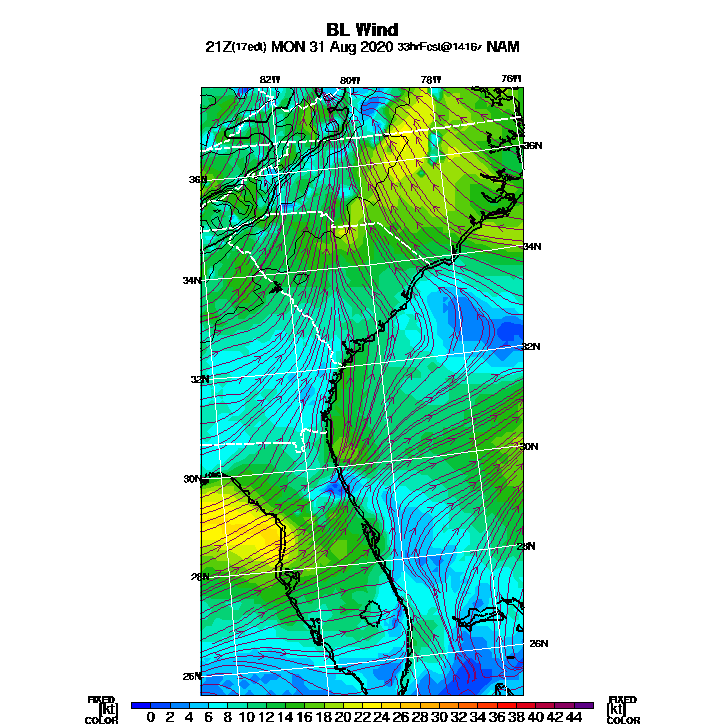 BL Wind
21Z(17edt) MON 31 Aug 2020 33hrFcst@1416z NAM
82W 80W 78W 76W
36N
36N
34N
34N
32N
32N
30N
30N
28N
28N
26N
26N
FIXED FIXED
[kt] 0 2 4 6 8 10 12 14 16 18 20 22 24 26 28 30 32 34 36 38 40 42 44 [kt]
COLOR COLOR